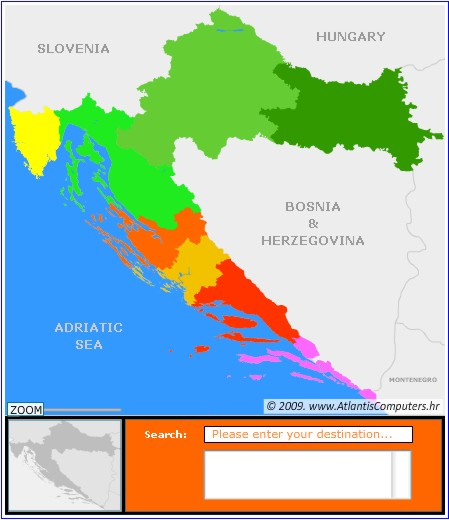 HUNGARY
SLOVENIA
BOSNIA
&
HERZEGOVINA
ADRIATIC
SEA
MONTENEGRO
© 2009. www.AtlantisComputers.hr
ZOOM
Search:
Please enter your destination...